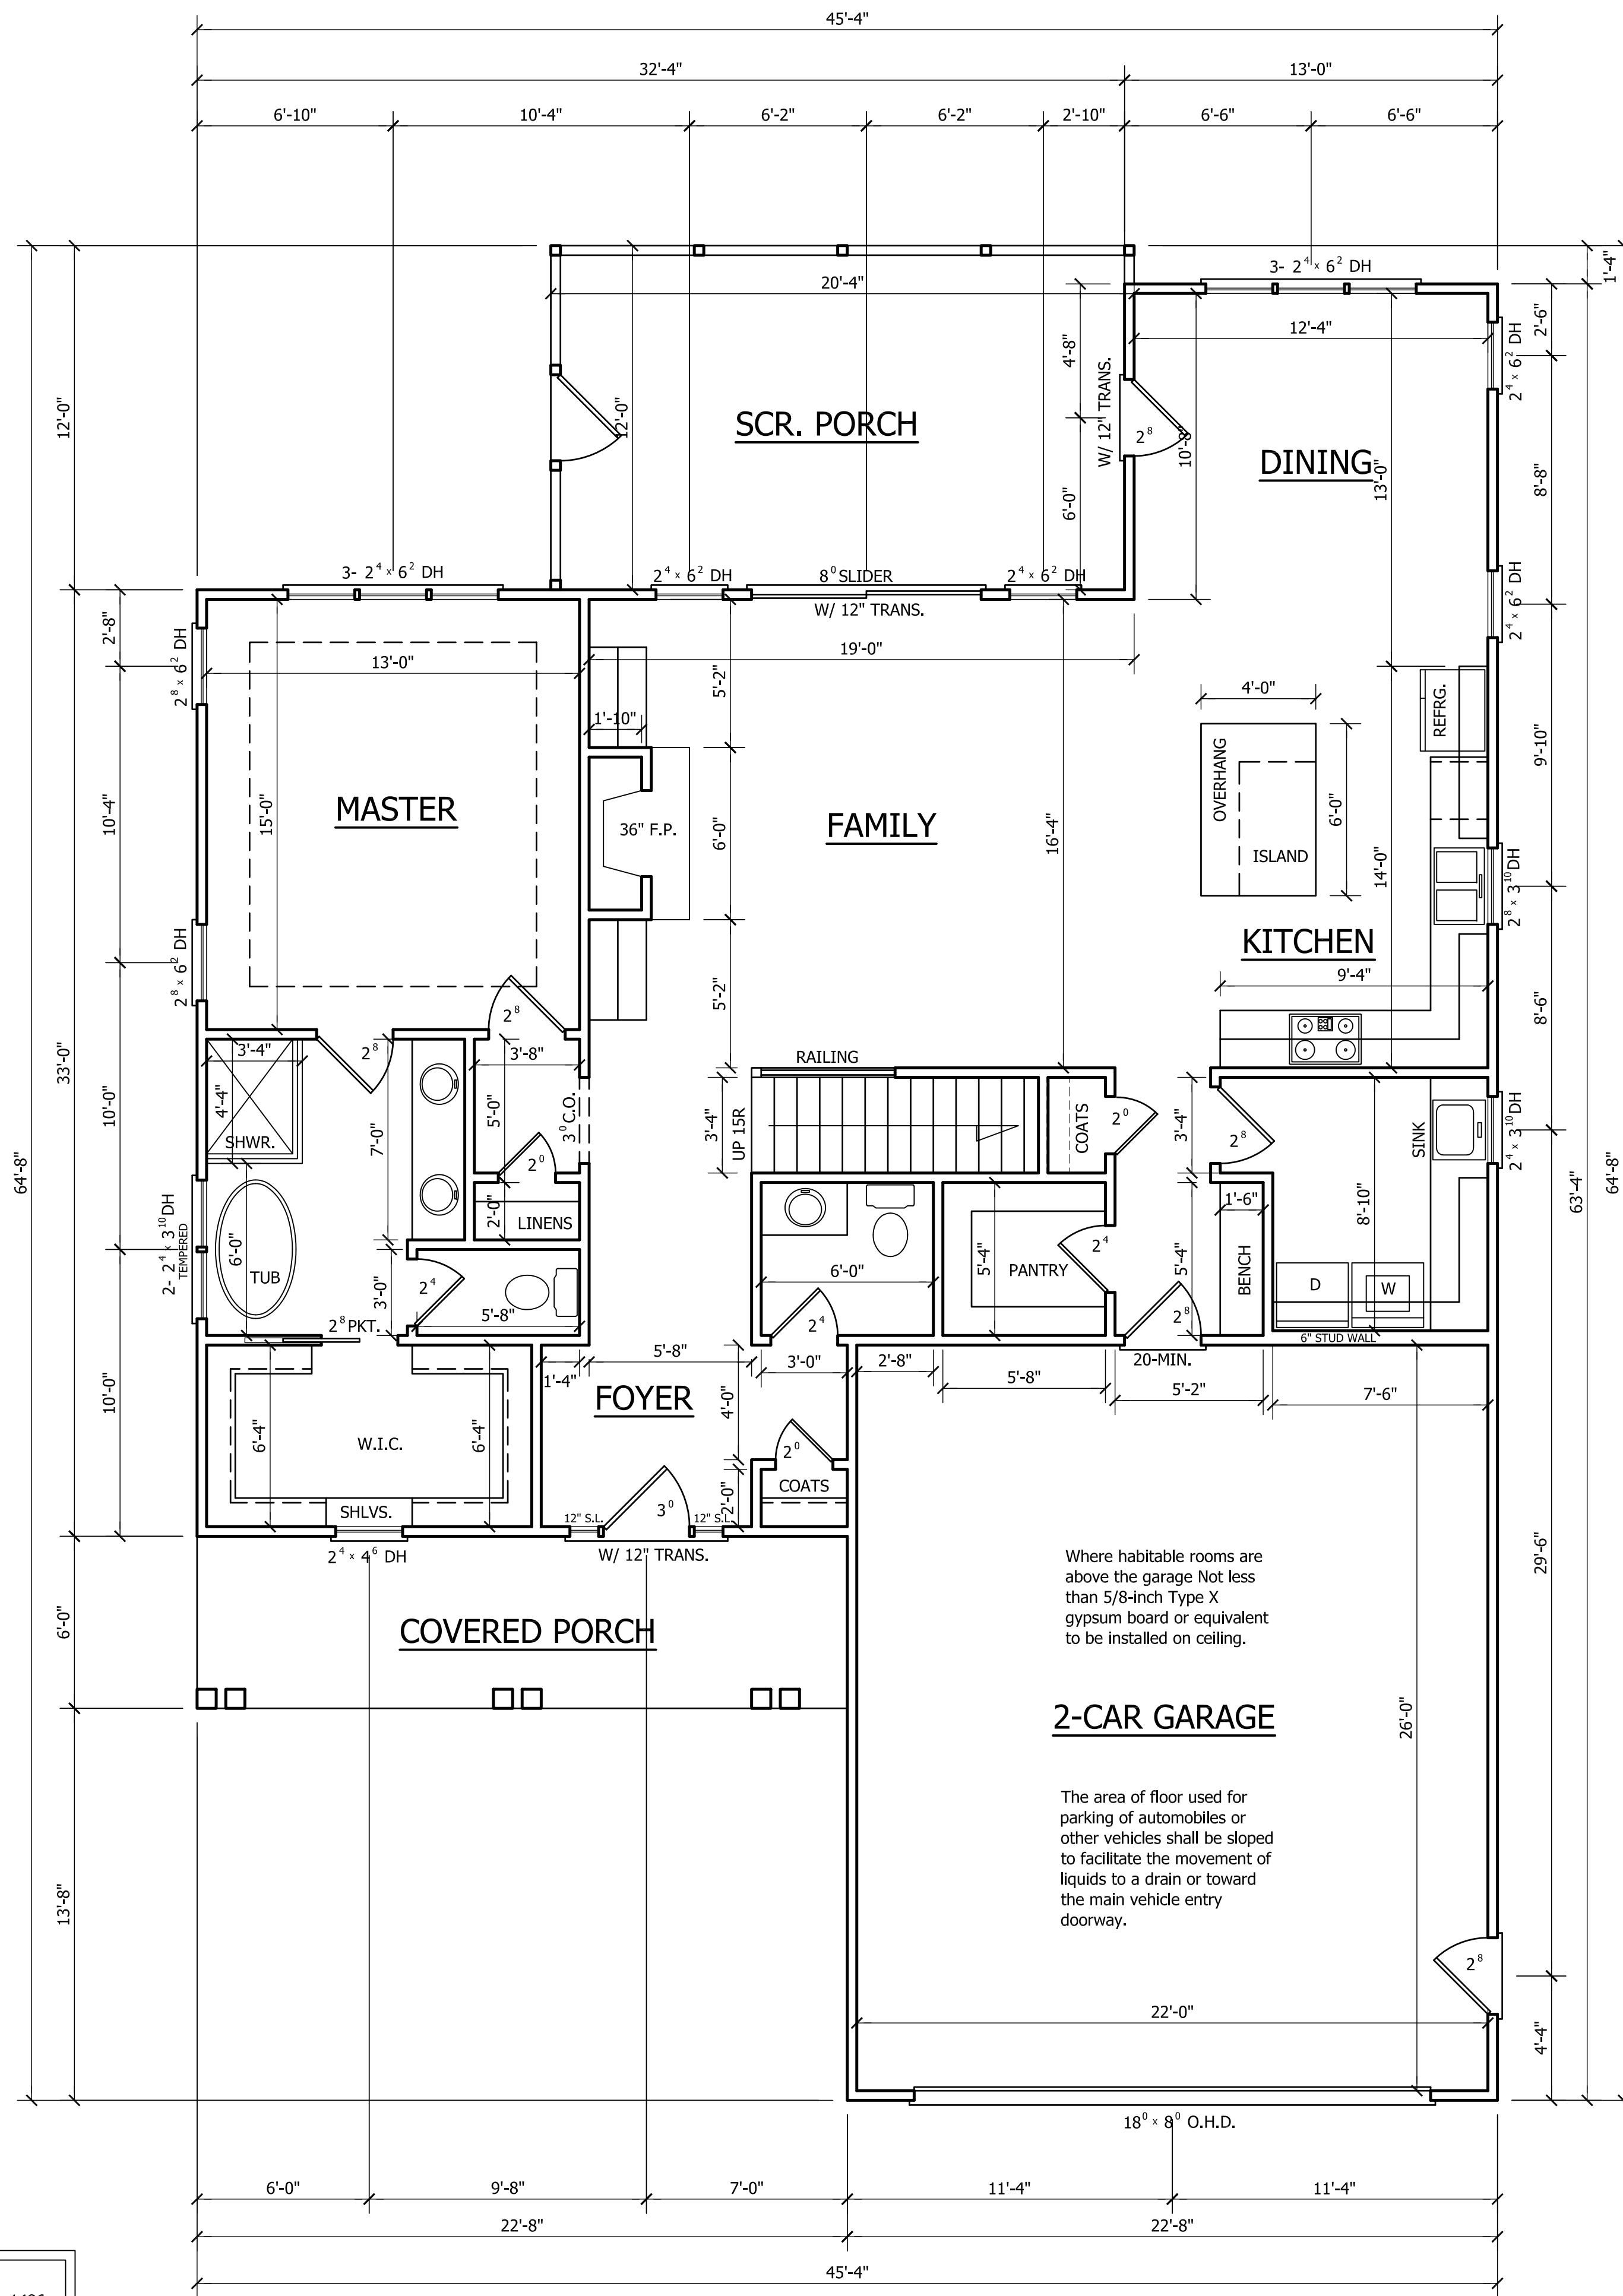 45'-4"
32'-4" 13'-0"
6'-10" 10'-4" 6'-2" 6'-2" 2'-10" 6'-6" 6'-6"
1'-4"
3- 2⁴ x 6² DH
20'-4"
12'-4"
2'-6"
2⁴ x 6² DH
4'-8"
W/ 12" TRANS.
12'-0"
12'-0"
SCR. PORCH
2⁸
10'-8"
DINING
13'-0"
8'-8"
6'-0"
3- 2⁴ x 6² DH
2⁴ x 6² DH
8⁰ SLIDER
2⁴ x 6² DH
W/ 12" TRANS.
2⁴ x 6² DH
2'-8"
2⁸ x 6² DH
13'-0"
19'-0"
5'-2"
4'-0"
REFRG.
1'-10"
9'-10"
OVERHANG
10'-4"
15'-0"
MASTER
36" F.P.
6'-0"
FAMILY
16'-4"
6'-0"
ISLAND
14'-0"
2⁸ x 3¹⁰ DH
KITCHEN
9'-4"
2⁸ x 6² DH
5'-2"
8'-6"
2⁸
33'-0"
64'-8"
RAILING
3'-4"
2⁸
3'-8"
4'-4"
SHWR.
10'-0"
7'-0"
5'-0"
3⁰ C.O.
2⁰
3'-4"
UP 15R
COATS
2⁰
3'-4"
2⁸
SINK
2⁴ x 3¹⁰ DH
63'-4"
64'-8"
2'-0"
LINENS
1'-6"
8'-10"
2- 2⁴ x 3¹⁰ DH
TEMPERED
6'-0"
TUB
3'-0"
2⁴
5'-8"
2⁸ PKT.
6'-0"
2⁴
5'-4"
PANTRY
2⁴
5'-4"
2⁸
BENCH
D
W
6" STUD WALL
20-MIN.
1'-4"
5'-8"
3'-0"
2'-8"
5'-8"
5'-2"
7'-6"
10'-0"
FOYER
4'-0"
6'-4"
W.I.C.
6'-4"
2⁰
COATS
2'-0"
SHLVS.
12" S.L.
3⁰
12" S.L.
2⁴ x 4⁶ DH
W/ 12" TRANS.
29'-6"
Where habitable rooms are
above the garage Not less
than 5/8-inch Type X
gypsum board or equivalent
to be installed on ceiling.
6'-0"
COVERED PORCH
2-CAR GARAGE
26'-0"
The area of floor used for
parking of automobiles or
other vehicles shall be sloped
to facilitate the movement of
liquids to a drain or toward
the main vehicle entry
doorway.
13'-8"
2⁸
22'-0"
4'-4"
18⁰ x 8⁰ O.H.D.
6'-0" 9'-8" 7'-0" 11'-4" 11'-4"
22'-8" 22'-8"
45'-4"